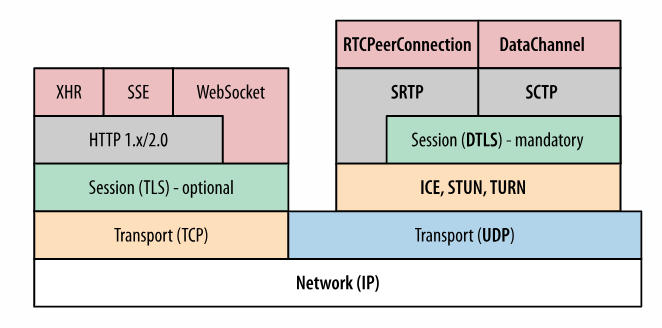 RTCPeerConnection DataChannel
XHR SSE WebSocket SRTP SCTP
HTTP 1.x/2.0 Session (DTLS) - mandatory
Session (TLS) - optional ICE, STUN, TURN
Transport (TCP) Transport (UDP)
Network (IP)